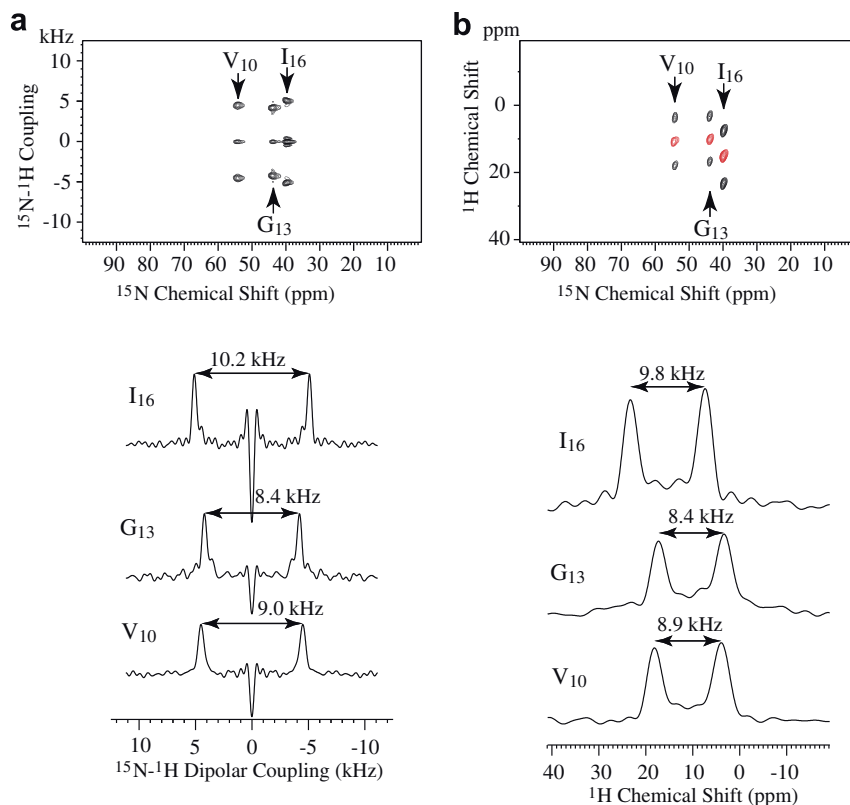 a
kHz
10
5
0
-5
-10
15N-1H Coupling
V10
I16
G13
90 80 70 60 50 40 30 20 10
15N Chemical Shift (ppm)
b
ppm
0
20
40
1H Chemical Shift
V10
I16
G13
90 80 70 60 50 40 30 20 10
15N Chemical Shift (ppm)
10.2 kHz
I16
8.4 kHz
G13
9.0 kHz
V10
10 5 0 -5 -10
15N-1H Dipolar Coupling (kHz)
9.8 kHz
I16
8.4 kHz
G13
8.9 kHz
V10
40 30 20 10 0 -10
1H Chemical Shift (ppm)